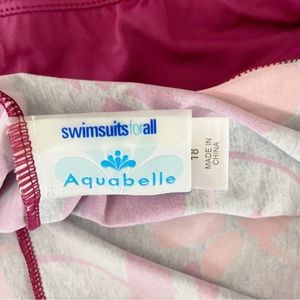 swimsuitsforall
Aquabelle
18
MADE IN
CHINA